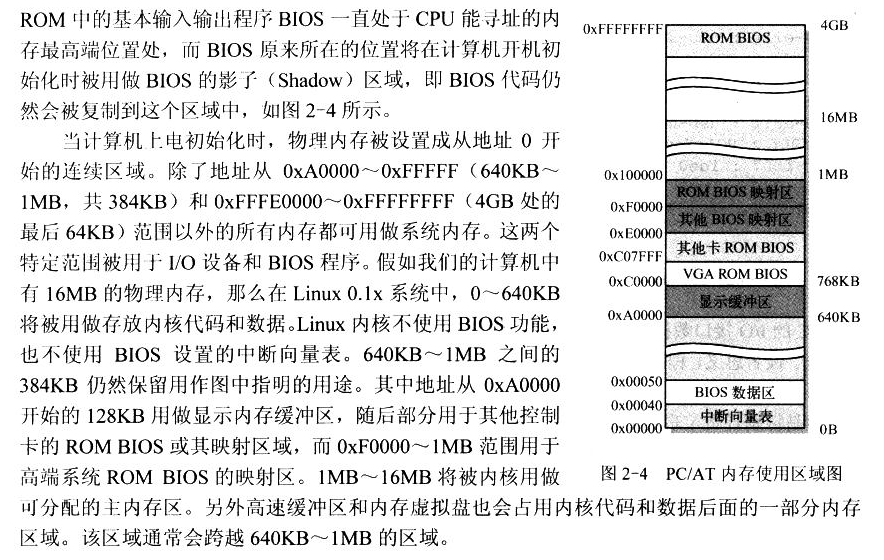 ROM 中的基本输入输出程序 BIOS 一直处于 CPU 能寻址的内
存最高端位置处，而 BIOS 原来所在的位置将在计算机开机初
始化时被用做 BIOS 的影子（Shadow）区域，即 BIOS 代码仍
然会被复制到这个区域中，如图 2-4 所示。
当计算机上电初始化时，物理内存被设置成从地址 0 开
始的连续区域。除了地址从 0xA0000～0xFFFFF（640KB～
1MB，共 384KB）和 0xFFFE0000～0xFFFFFFFF（4GB 处的
最后 64KB）范围以外的所有内存都可用做系统内存。这两个
特定范围被用于 I/O 设备和 BIOS 程序。假如我们的计算机中
有 16MB 的物理内存，那么在 Linux 0.1x 系统中，0～640KB
将被用做存放内核代码和数据。Linux 内核不使用 BIOS 功能，
也不使用 BIOS 设置的中断向量表。640KB～1MB 之间的
384KB 仍然保留用作图中指明的用途。其中地址从 0xA0000
开始的 128KB 用做显示内存缓冲区，随后部分用于其他控制
卡的 ROM BIOS 或其映射区域，而 0xF0000～1MB 范围用于
高端系统 ROM BIOS 的映射区。1MB～16MB 将被内核用做
可分配的主内存区。另外高速缓冲区和内存虚拟盘也会占用内核代码和数据后面的一部分内存
区域。该区域通常会跨越 640KB～1MB 的区域。
0xFFFFFFFF
ROM BIOS
4GB
16MB
0x100000
1MB
ROM BIOS 映射区
0xF0000
其他 BIOS 映射区
0xE0000
其他卡 ROM BIOS
0xC07FFF
VGA ROM BIOS
0xC0000
768KB
显示缓冲区
0xA0000
640KB
0x00050
BIOS 数据区
0x00040
中断向量表
0x00000
0B
图 2-4 PC/AT 内存使用区域图